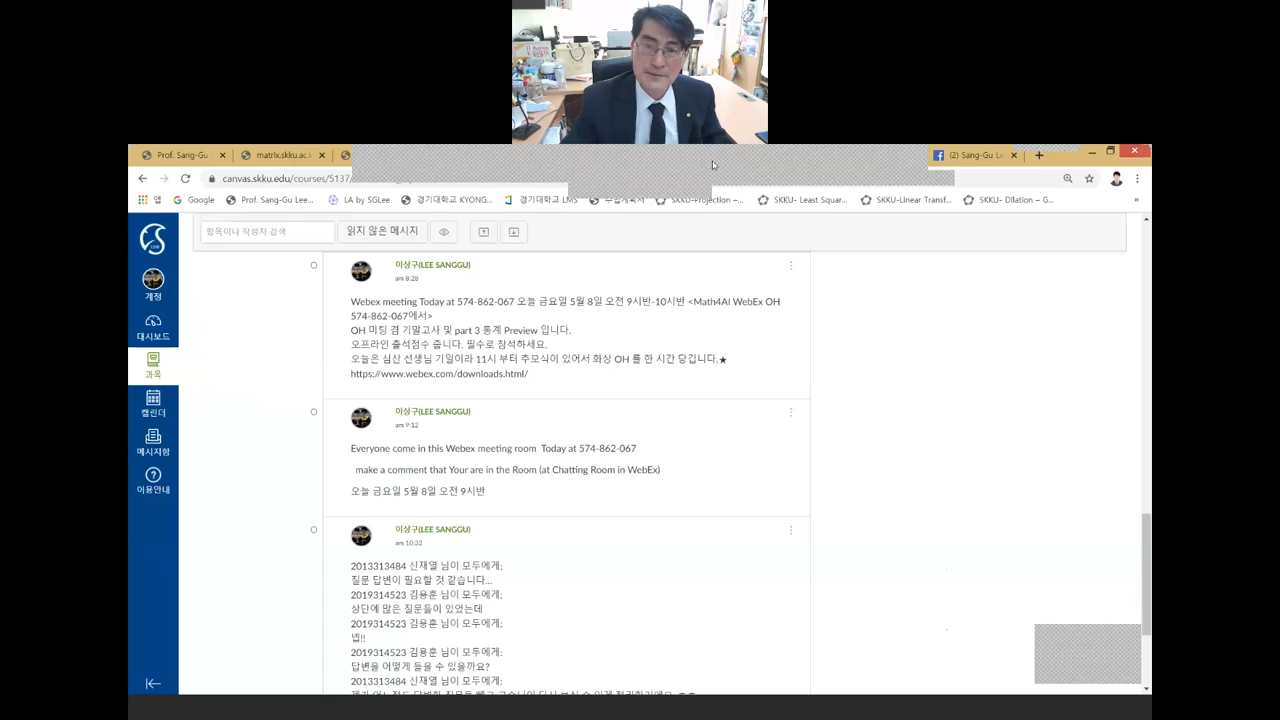 Prof. Sang-Gu
matrix.skku.ac.k
(2) Sang-Gu Le
canvas.skku.edu/courses/5137/
앱
Google
Prof. Sang-Gu Lee...
LA by SGLee
경기대학교 KYONG...
경기대학교 LMS
수업계획서
SKKU-Projection –...
SKKU- Least Squar...
SKKU-Linear Transf...
SKKU- Dilation – G...
»
항목이나 작성자 검색
읽지 않은 메시지
계정
대시보드
과목
캘린더
메시지함
이용안내
이상구(LEE SANGGU)
am 8:28
Webex meeting Today at 574-862-067 오늘 금요일 5월 8일 오전 9시반-10시반 <Math4AI WebEx OH
574-862-067에서>
OH 미팅 겸 기말고사 및 part 3 통계 Preview 입니다.
오프라인 출석점수 줍니다. 필수로 참석하세요.
오늘은 심산 선생님 기일이라 11시 부터 추모식이 있어서 화상 OH 를 한 시간 당깁니다.★
https://www.webex.com/downloads.html/
이상구(LEE SANGGU)
am 9:12
Everyone come in this Webex meeting room Today at 574-862-067
make a comment that Your are in the Room (at Chatting Room in WebEx)
오늘 금요일 5월 8일 오전 9시반
이상구(LEE SANGGU)
am 10:32
2013313484 신재열 님이 모두에게:
질문 답변이 필요할 것 같습니다...
2019314523 김용훈 님이 모두에게:
상단에 많은 질문들이 있었는데
2019314523 김용훈 님이 모두에게:
넵!!
2019314523 김용훈 님이 모두에게:
답변을 어떻게 들을 수 있을까요?
2013313484 신재열 님이 모두에게: